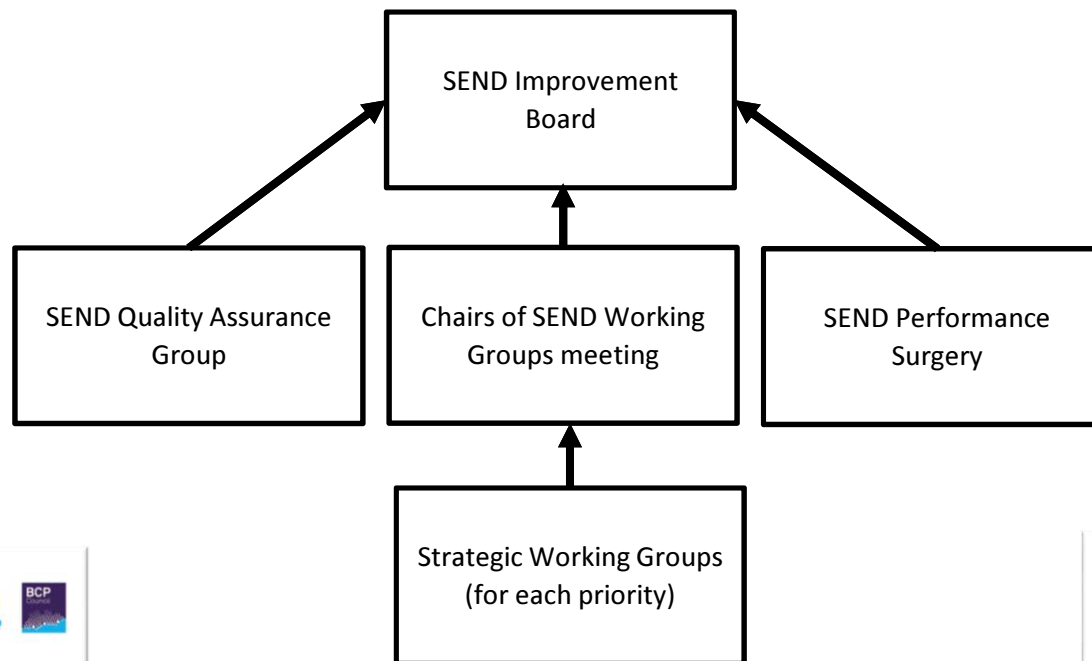 SEND Improvement
Board
SEND Quality Assurance
Group
Chairs of SEND Working
Groups meeting
SEND Performance
Surgery
Strategic Working Groups
(for each priority)
BCP
Council